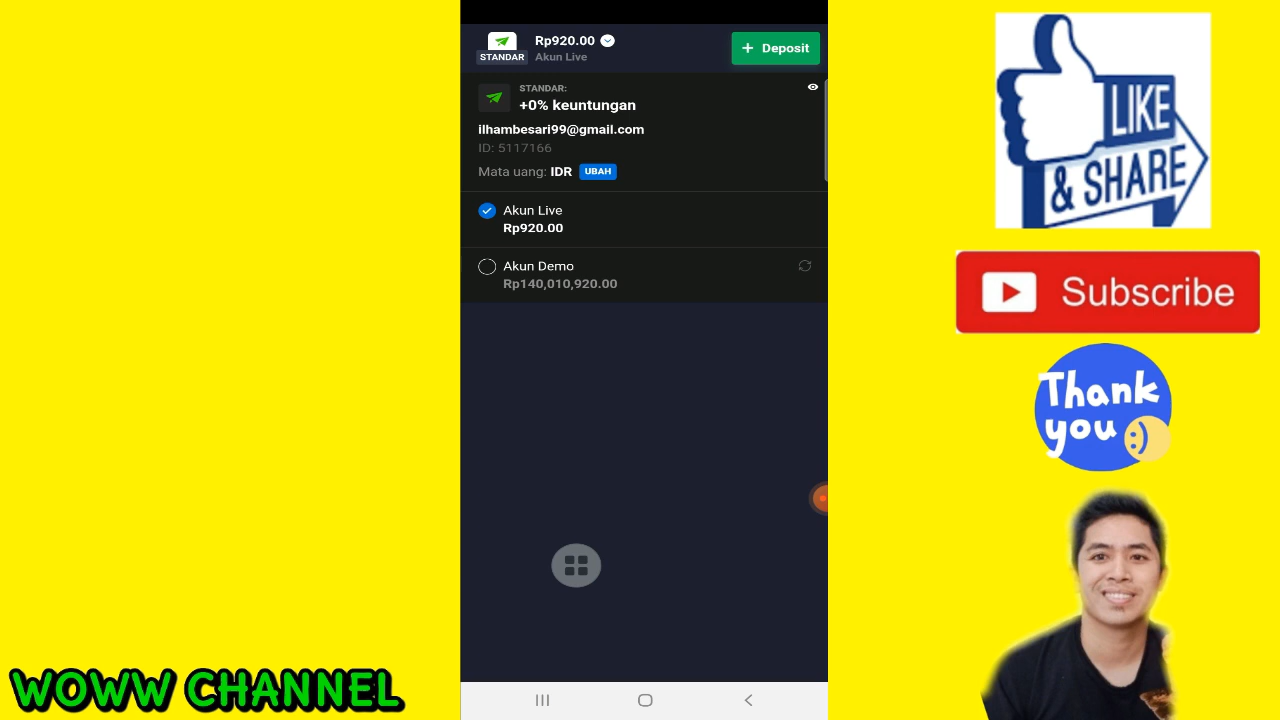 STANDAR
Rp920.00
Akun Live
+ Deposit
STANDAR:
+0% keuntungan
ilhambesari99@gmail.com
ID: 5117166
Mata uang: IDR UBAH
Akun Live
Rp920.00
Akun Demo
Rp140,010,920.00
LIKE
& SHARE
Subscribe
Thank
you
WOWW CHANNEL